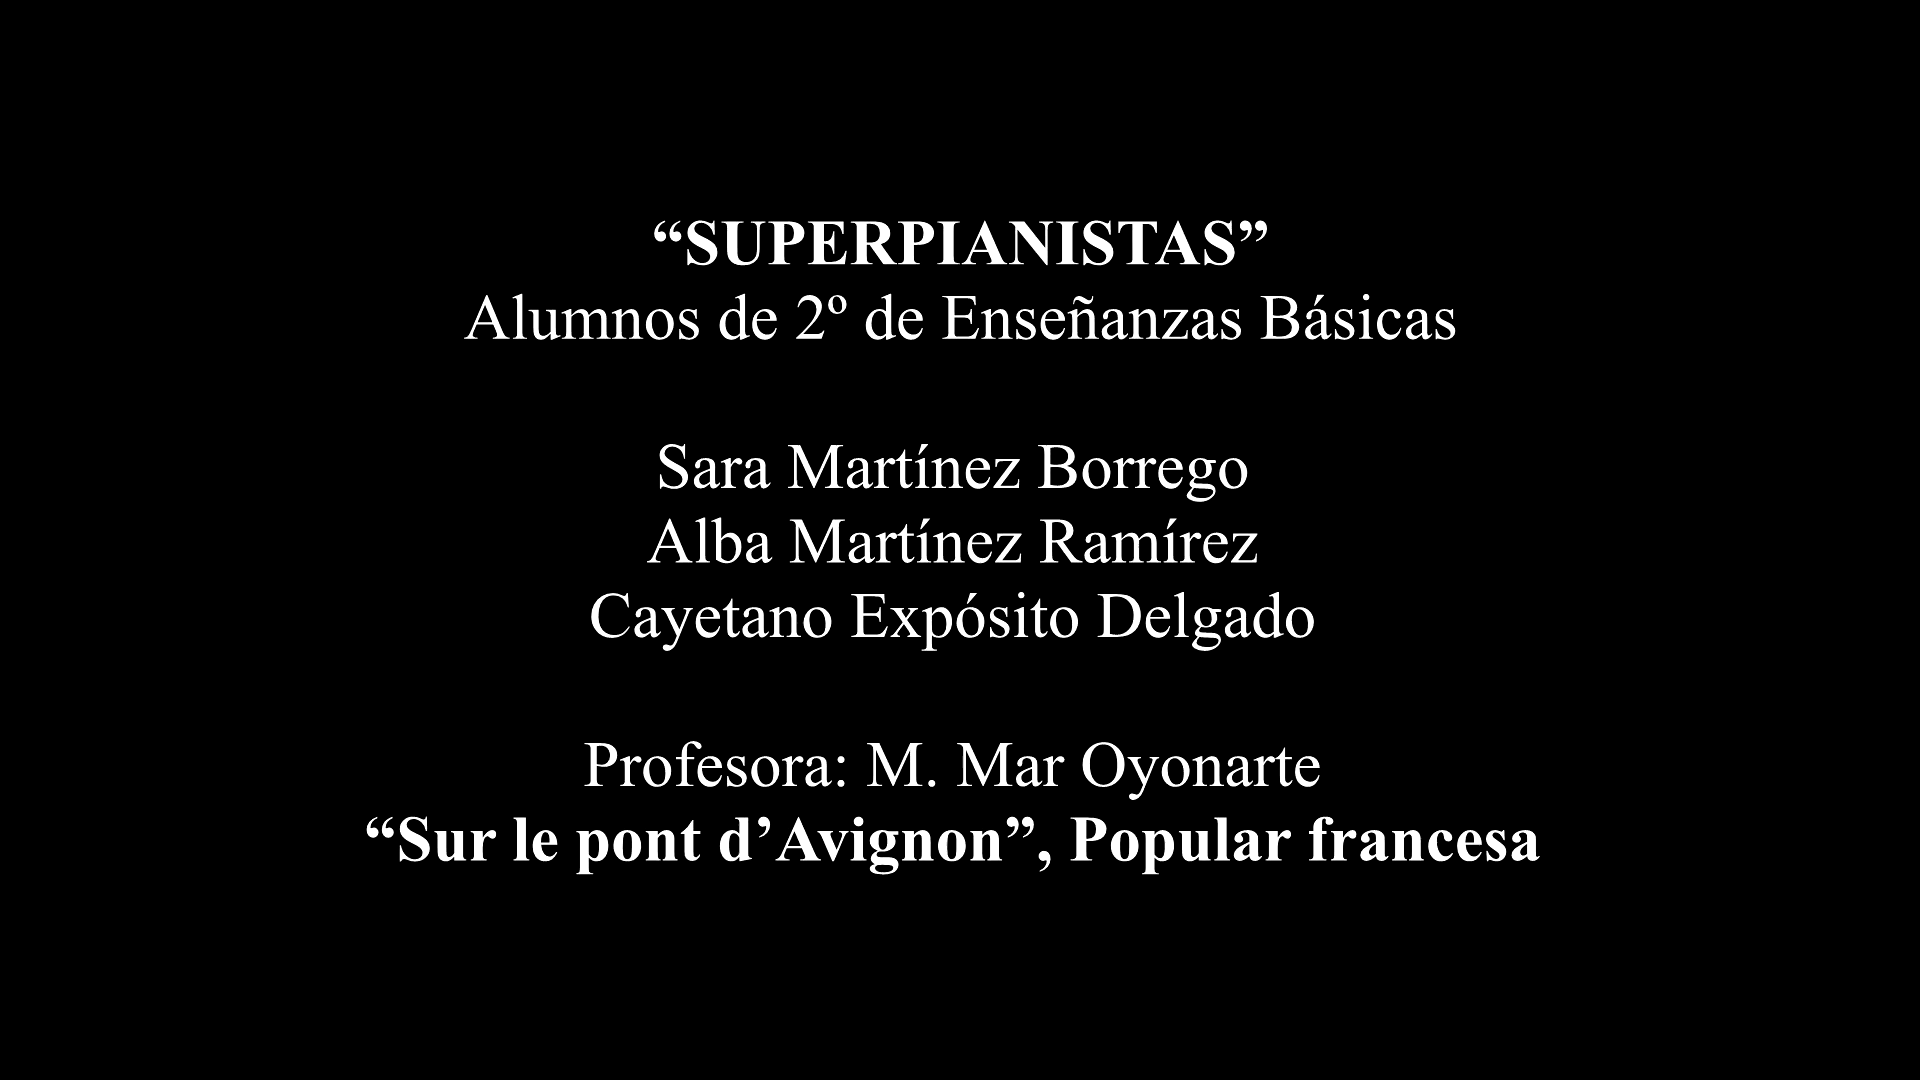 “SUPERPIANISTAS”
Alumnos de 2º de Enseñanzas Básicas
Sara Martínez Borrego
Alba Martínez Ramírez
Cayetano Expósito Delgado
Profesora: M. Mar Oyonarte
“Sur le pont d’Avignon”, Popular francesa